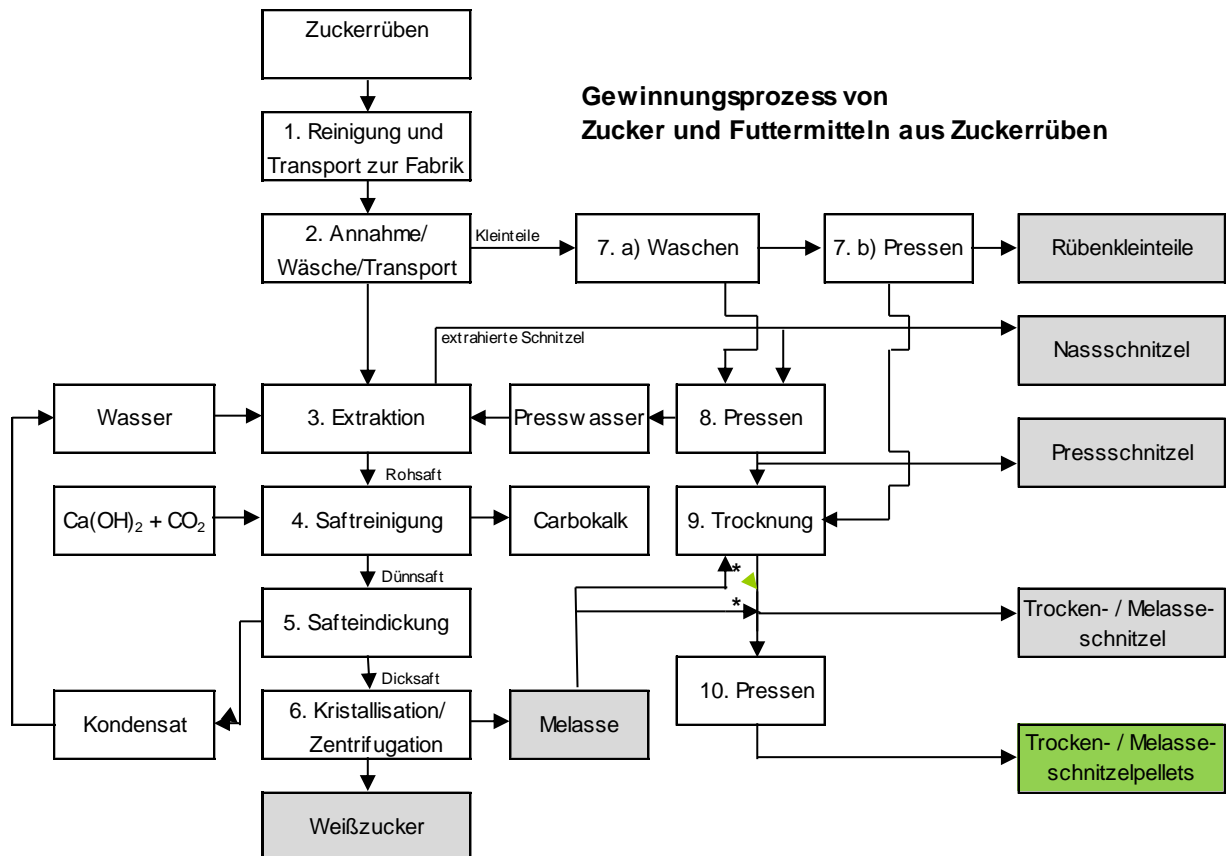 Zuckerrüben
Gewinnungsprozess von
Zucker und Futtermitteln aus Zuckerrüben
1. Reinigung und
Transport zur Fabrik
2. Annahme/
Wäsche/Transport
Kleinteile
7. a) Waschen
7. b) Pressen
Rübenkleinteile
extrahierte Schnitzel
Nassschnitzel
Wasser
3. Extraktion
Presswasser
8. Pressen
Pressschnitzel
Rohsaft
Ca(OH)₂ + CO₂
4. Saftreinigung
Carbokalk
9. Trocknung
Dünnsaft
*
*
5. Safteindickung
Trocken- / Melasse-
schnitzel
Dicksaft
Kondensat
6. Kristallisation/
Zentrifugation
Melasse
10. Pressen
Trocken- / Melasse-
schnitzelpellets
Weißzucker